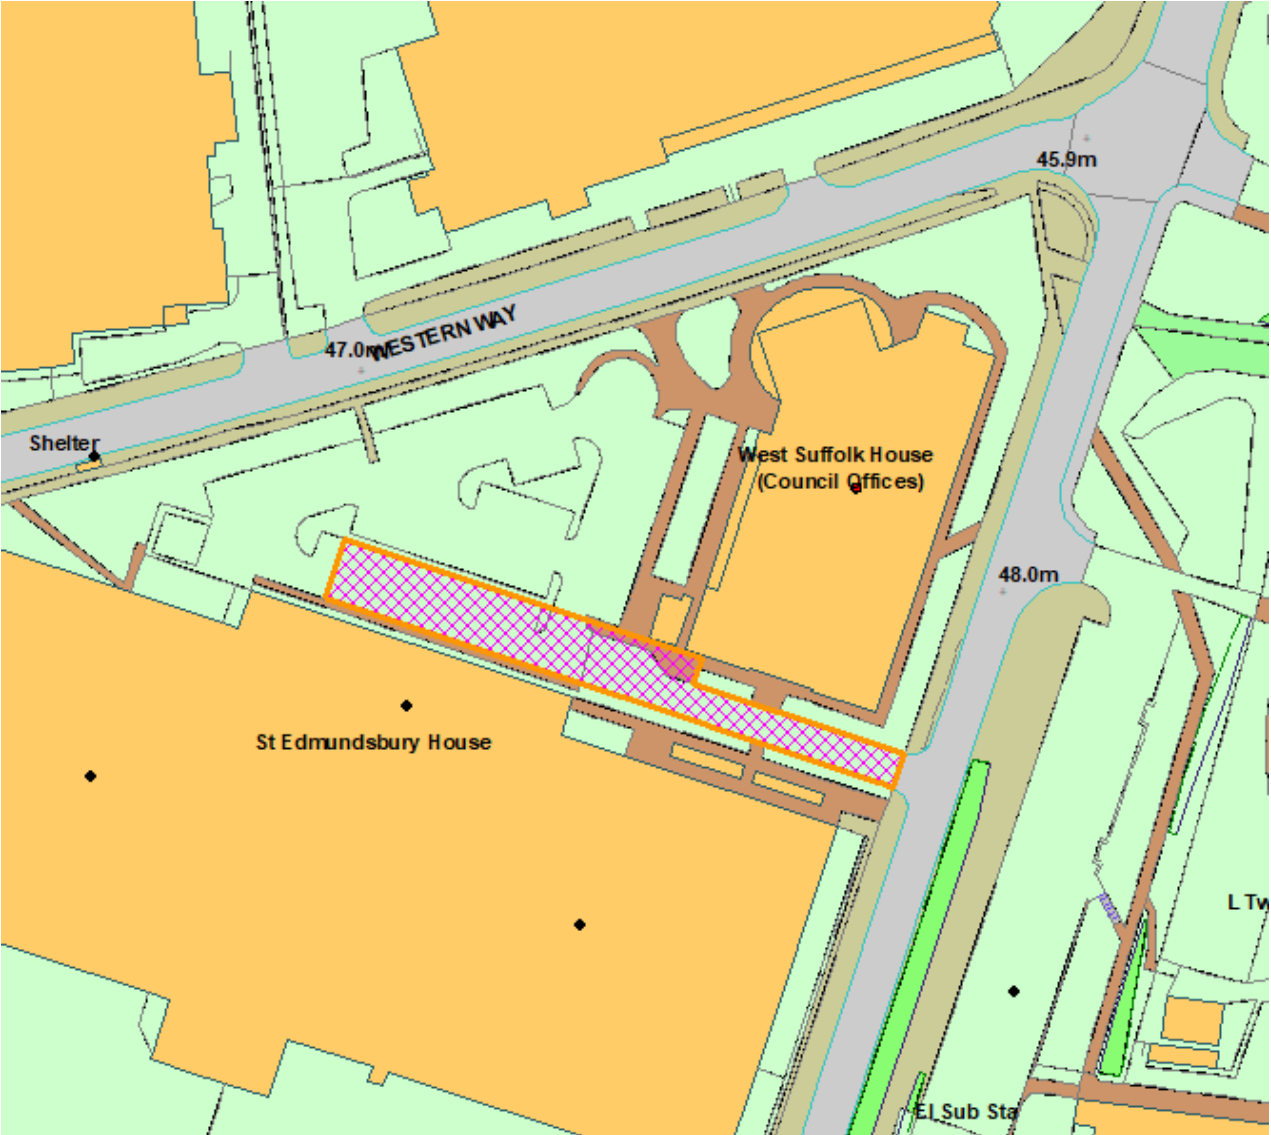 45.9m
WESTERN WAY
47.0m
Shelter
West Suffolk House
(Council Offices)
48.0m
St Edmundsbury House
L Tw
El Sub Sta